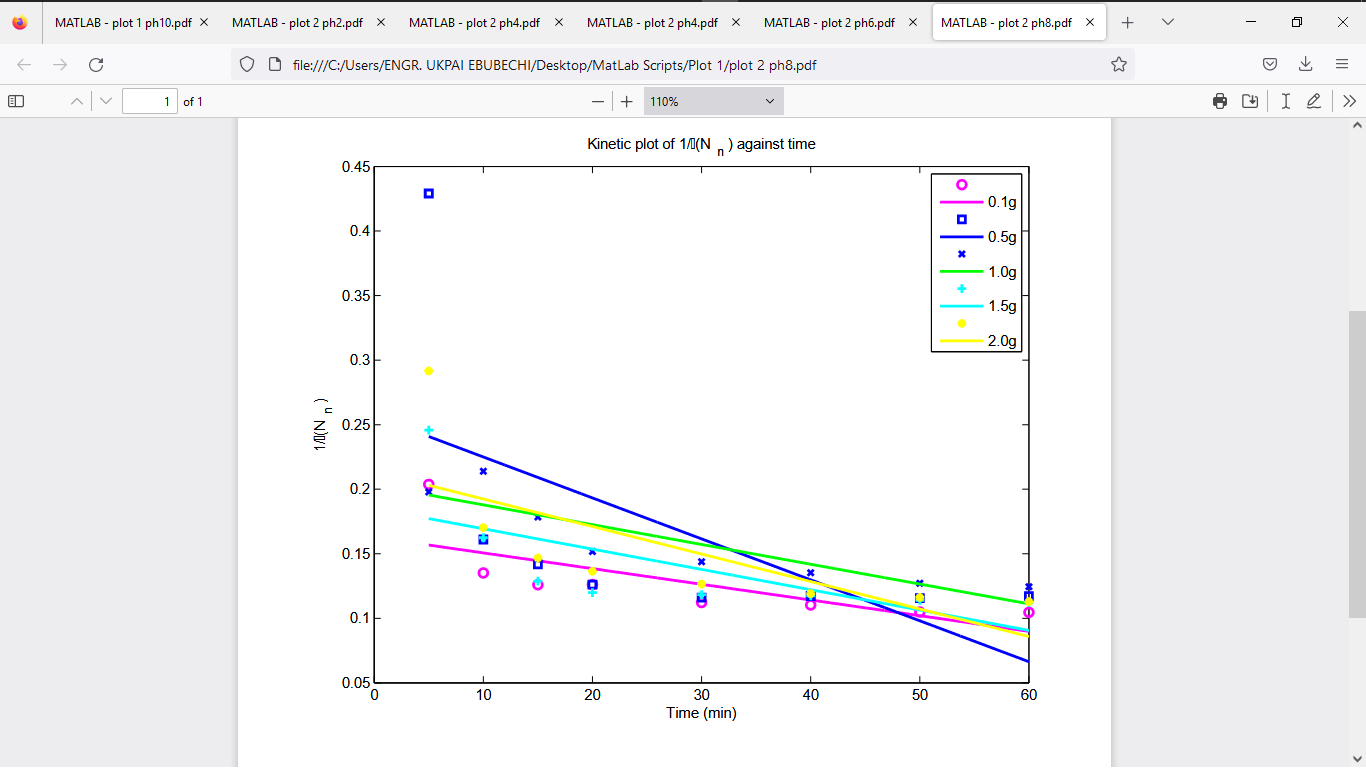 MATLAB - plot 1 ph10.pdf
MATLAB - plot 2 ph2.pdf
MATLAB - plot 2 ph4.pdf
MATLAB - plot 2 ph4.pdf
MATLAB - plot 2 ph6.pdf
MATLAB - plot 2 ph8.pdf
file:///C:/Users/ENGR. UKPAI EBUBECHI/Desktop/MatLab Scripts/Plot 1/plot 2 ph8.pdf
1 of 1
110%
Kinetic plot of 1/▯(N n ) against time
0.45
0.4
0.35
0.3
0.25
0.2
0.15
0.1
0.05
1/▯(N n )
0.1g
0.5g
1.0g
1.5g
2.0g
0 10 20 30 40 50 60
Time (min)